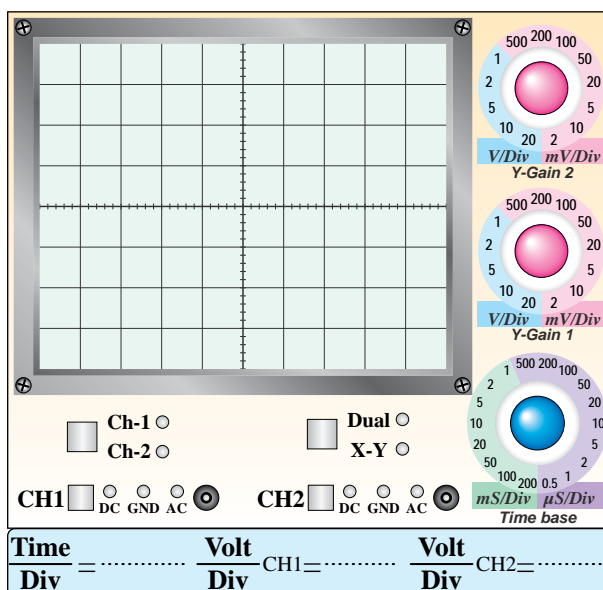 500 200 100
1 50
2 20
5 5
10 10
20 2
V/Div mV/Div
Y-Gain 2
500 200 100
1 50
2 20
5 5
10 10
20 2
V/Div mV/Div
Y-Gain 1
1 500 200 100
2 50
5 20
10 10
20 5
50 2
100 200 0.5 1
mS/Div µS/Div
Time base
Ch-1 Dual
Ch-2 X-Y
CH1 DC GND AC CH2 DC GND AC
Time/Div = ············ Volt/Div CH1= ············ Volt/Div CH2= ············